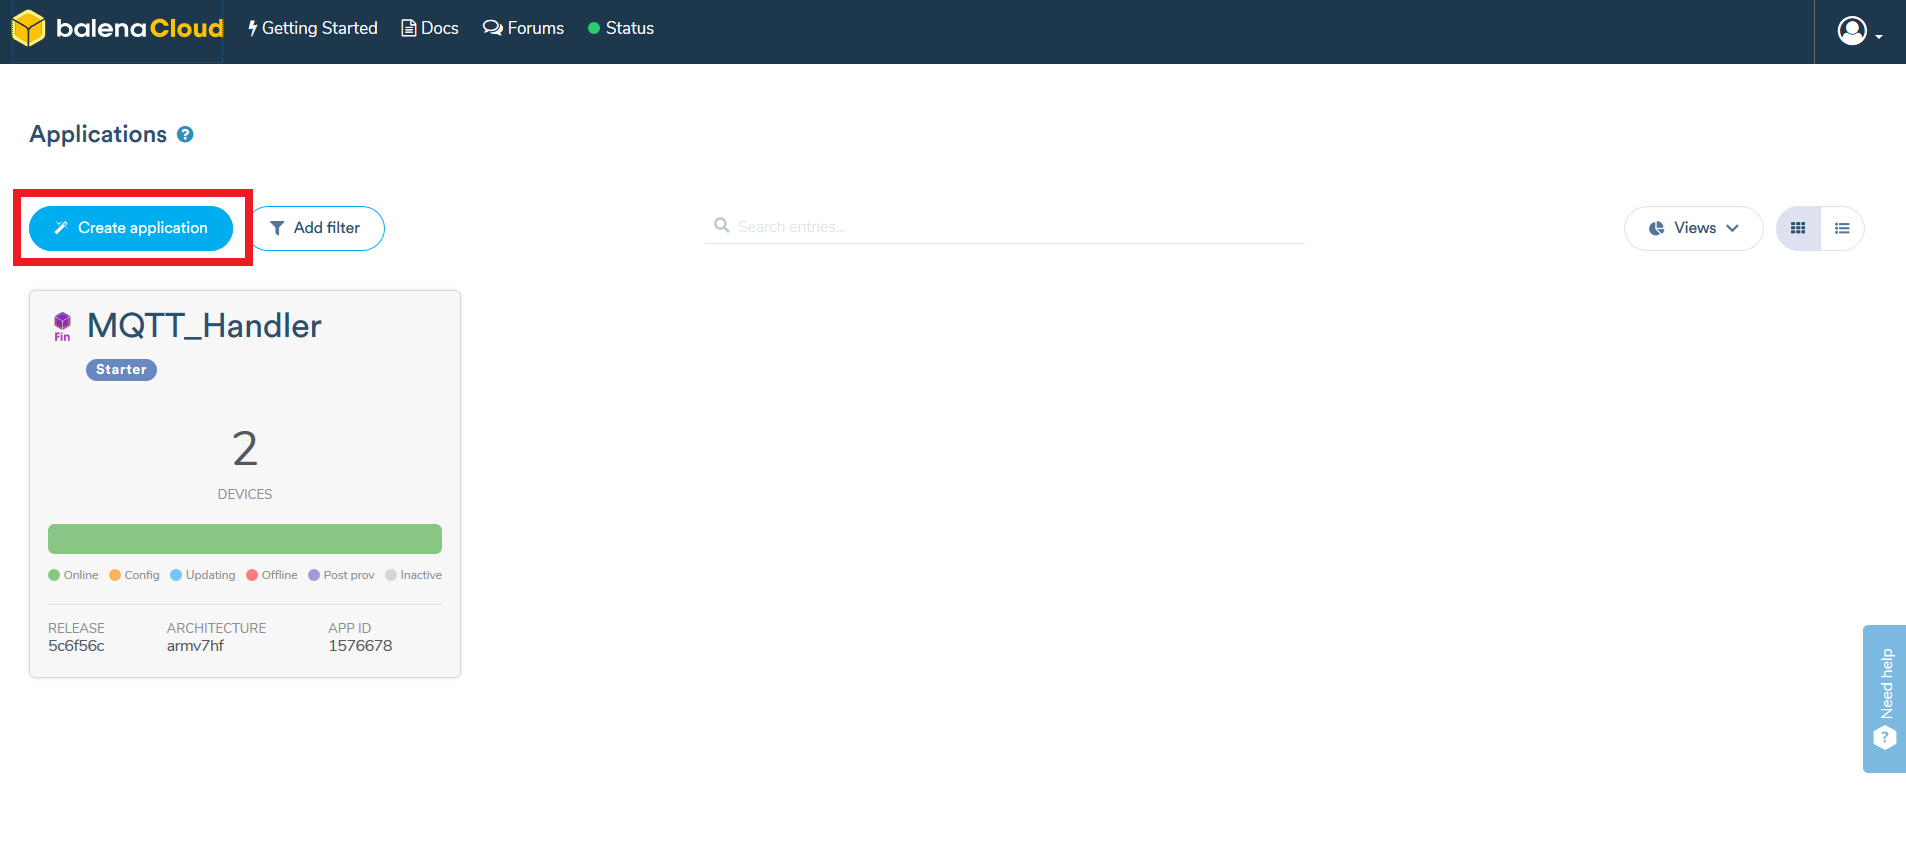 balenaCloud Getting Started Docs Forums Status
Applications ?
Create application Add filter Search entries... Views
Fin MQTT_Handler
Starter
2
DEVICES
Online Config Updating Offline Post prov Inactive
RELEASE ARCHITECTURE APP ID
5c6f56c armv7hf 1576678
Need help
?